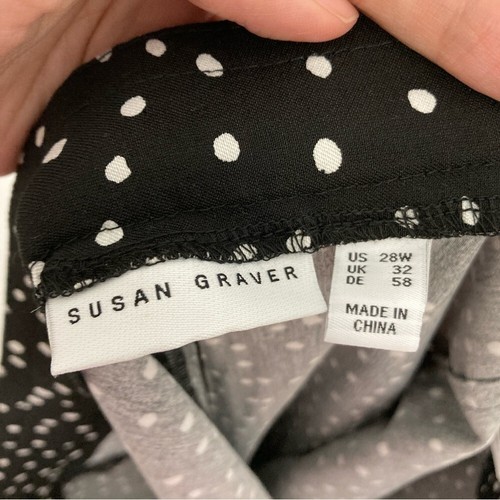 SUSAN GRAVER
US 28W
UK 32
DE 58
MADE IN
CHINA